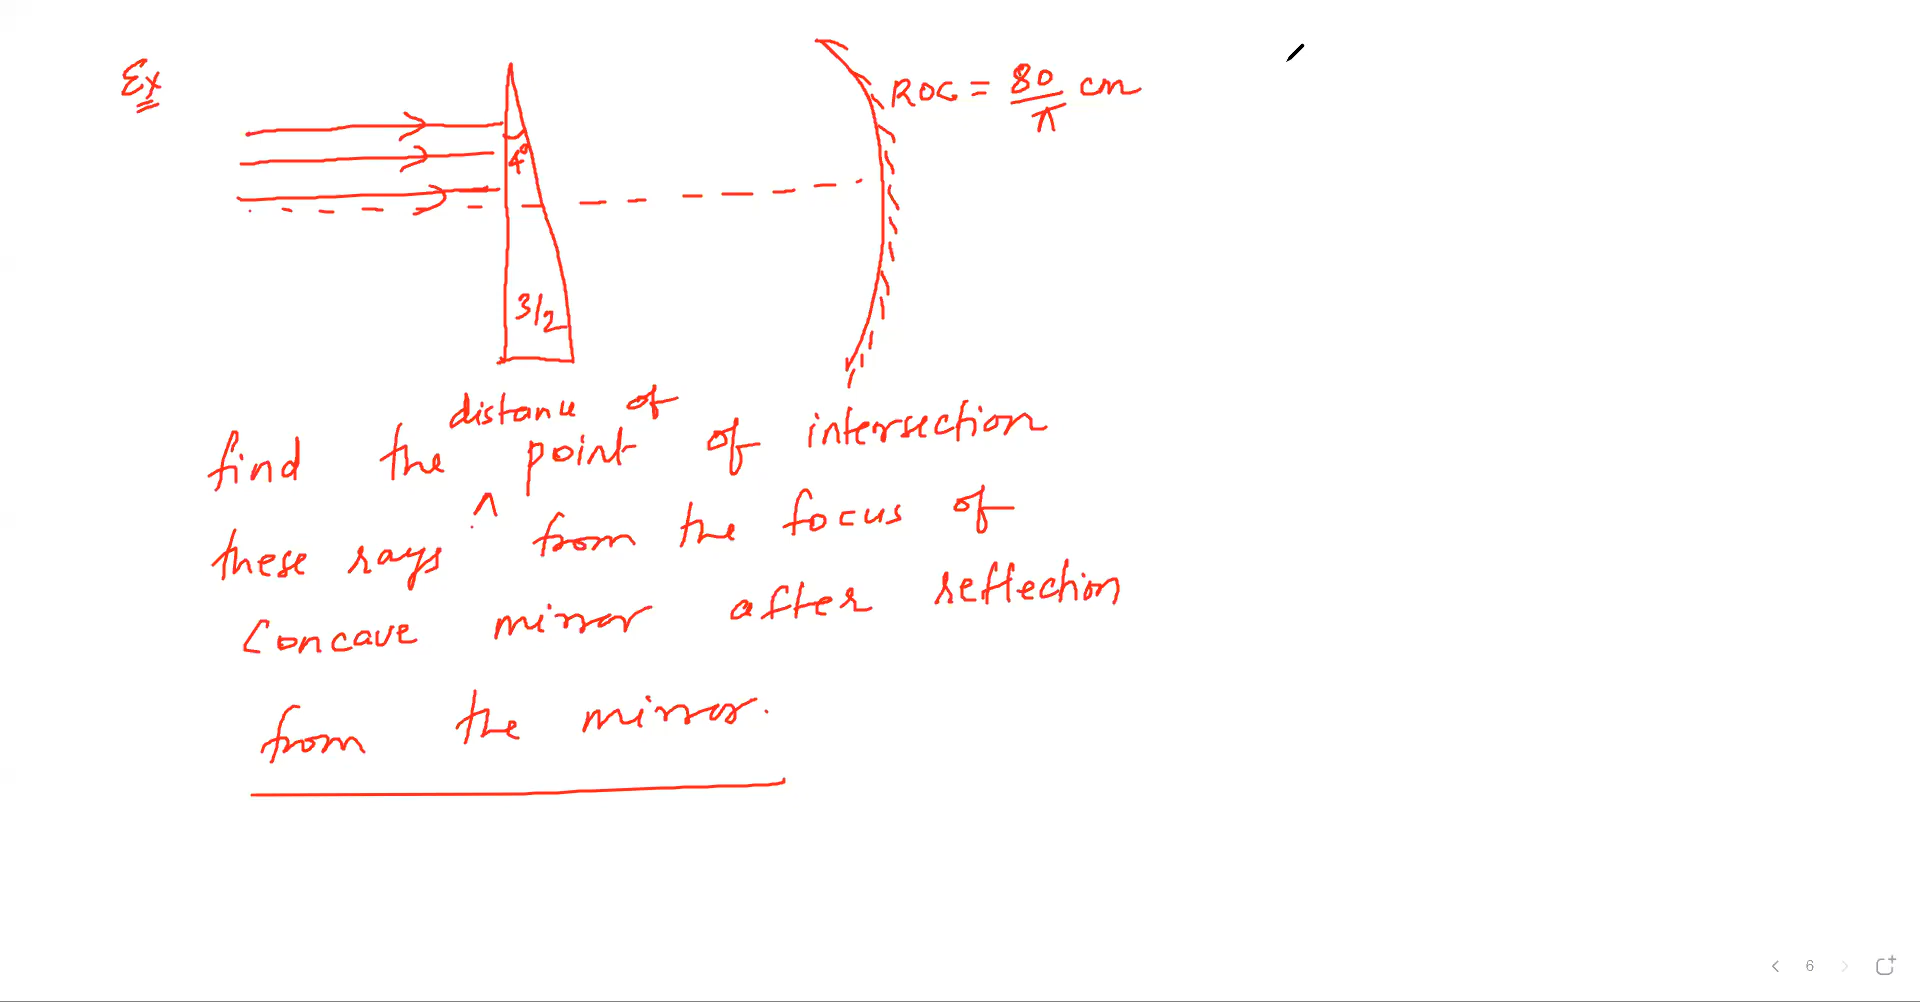 Ex
ROC = 80/π cm
4°
3/2
find the distance of point of intersection
these rays ^ from the focus of
concave mirror after reflection
from the mirror.
6